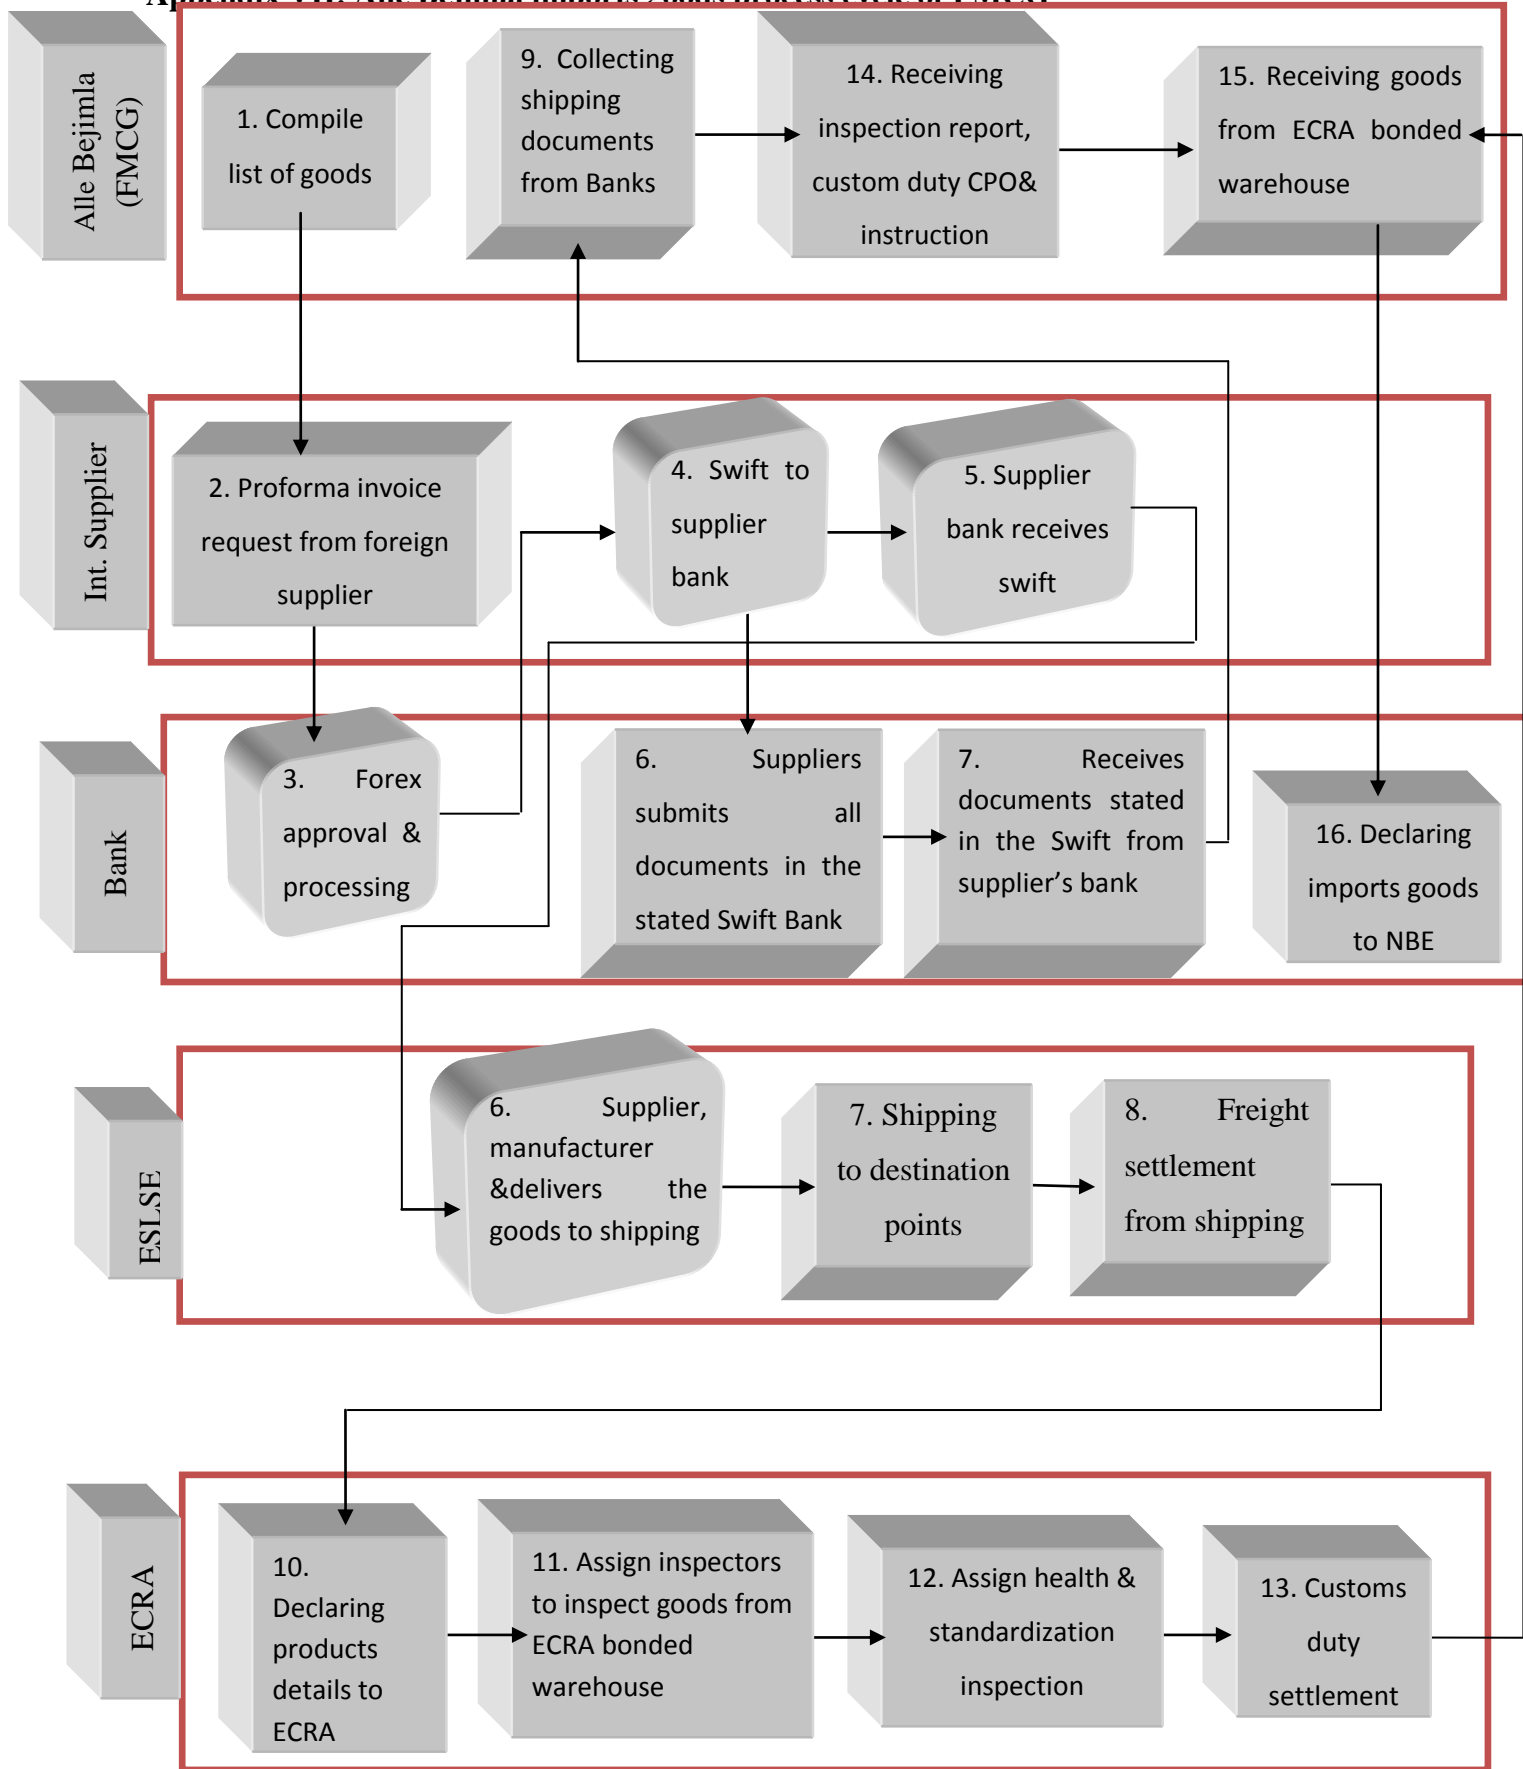 Alle Bejimla
(FMCG)
1. Compile
list of goods
9. Collecting
shipping
documents
from Banks
14. Receiving
inspection report,
custom duty CPO&
instruction
15. Receiving goods
from ECRA bonded
warehouse
Int. Supplier
2. Proforma invoice
request from foreign
supplier
4. Swift to
supplier
bank
5. Supplier
bank receives
swift
Bank
3. Forex
approval &
processing
6. Suppliers
submits all
documents in the
stated Swift Bank
7. Receives
documents stated
in the Swift from
supplier’s bank
16. Declaring
imports goods
to NBE
ESLSE
6. Supplier,
manufacturer
&delivers the
goods to shipping
7. Shipping
to destination
points
8. Freight
settlement
from shipping
ECRA
10.
Declaring
products
details to
ECRA
11. Assign inspectors
to inspect goods from
ECRA bonded
warehouse
12. Assign health &
standardization
inspection
13. Customs
duty
settlement